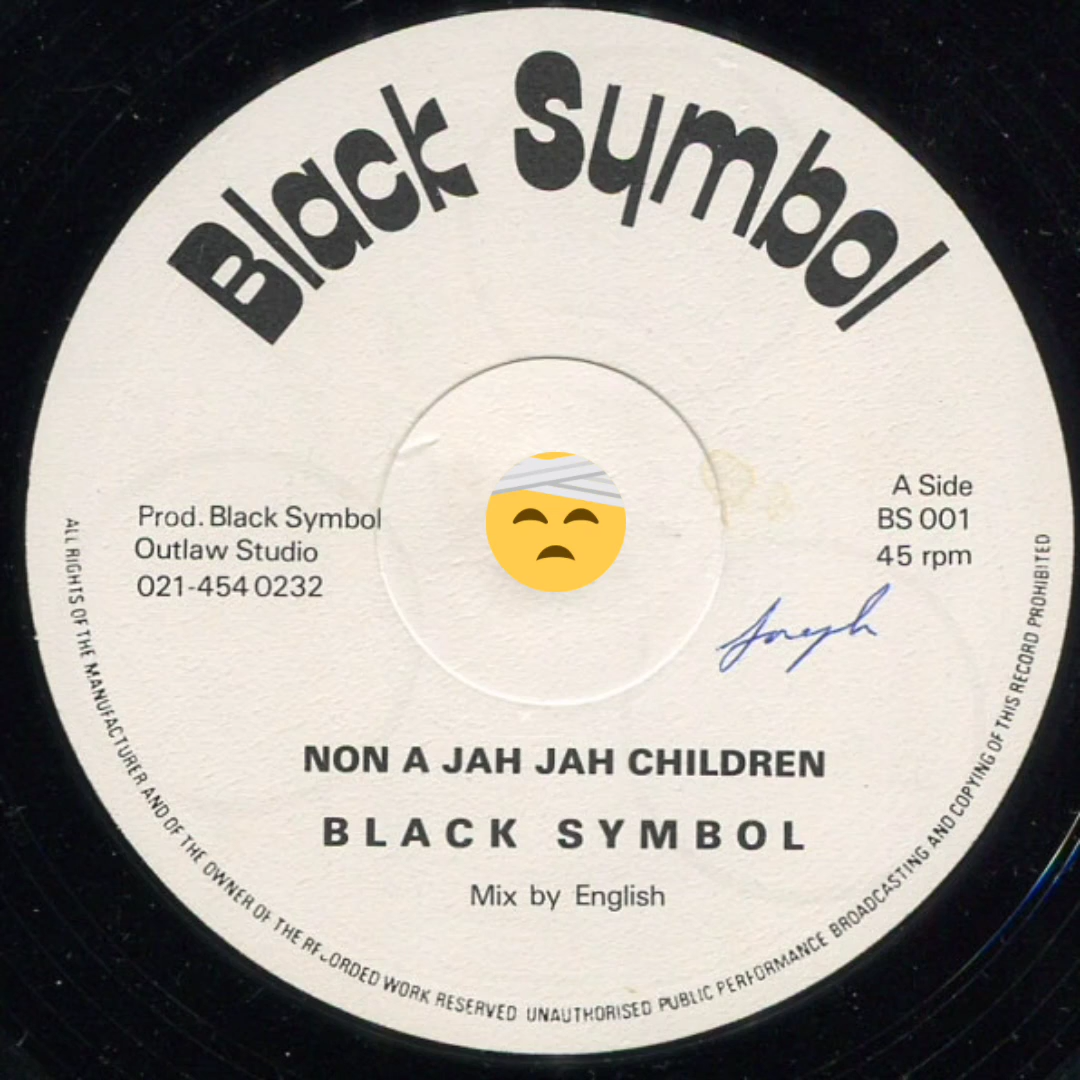 Black Symbol
Prod. Black Symbol
Outlaw Studio
021-454 0232
A Side
BS 001
45 rpm
Joseph
NON A JAH JAH CHILDREN
BLACK SYMBOL
Mix by English
ALL RIGHTS OF THE MANUFACTURER AND OF THE OWNER OF THE RECORDED WORK RESERVED UNAUTHORISED PUBLIC PERFORMANCE BROADCASTING AND COPYING OF THIS RECORD PROHIBITED